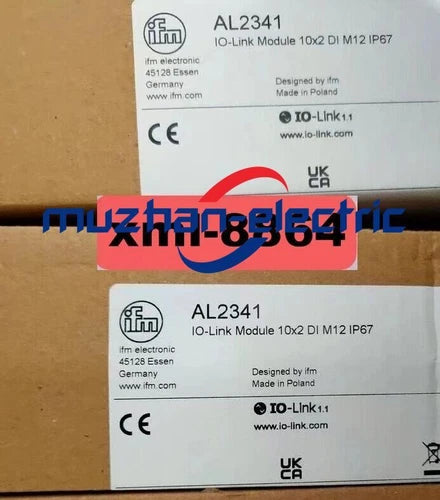 ifm
ifm electronic
45128 Essen
Germany
www.ifm.com
AL2341
IO-Link Module 10x2 DI M12 IP67
Designed by ifm
Made in Poland
IO-Link 1.1
www.io-link.com
CE
UK
CA
muzhan-electric
xml-8864
ifm
ifm electronic
45128 Essen
Germany
www.ifm.com
AL2341
IO-Link Module 10x2 DI M12 IP67
Designed by ifm
Made in Poland
IO-Link 1.1
www.io-link.com
CE
UK
CA